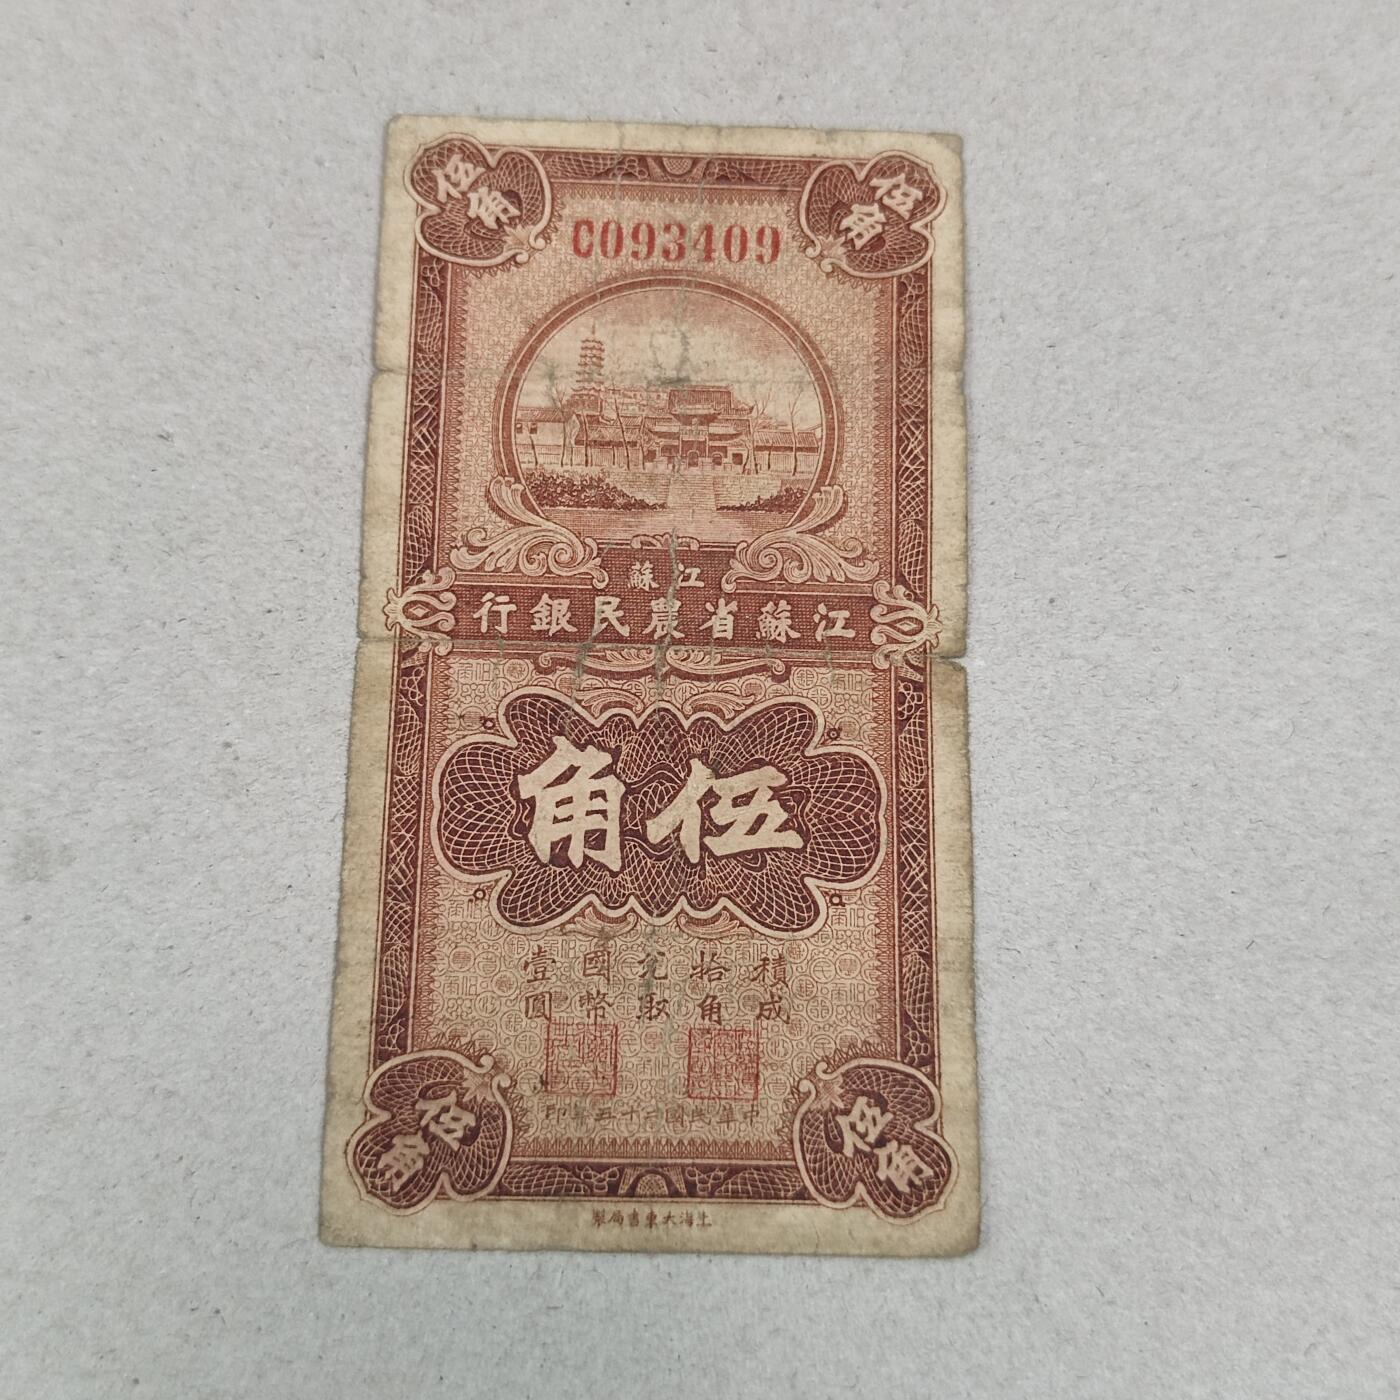 伍角
伍角
C093409
江蘇
江蘇省農民銀行
伍角
積成
拾角
兌取
國幣
壹圓
中華民國二十五年印
伍角
伍角
上海大東書局製